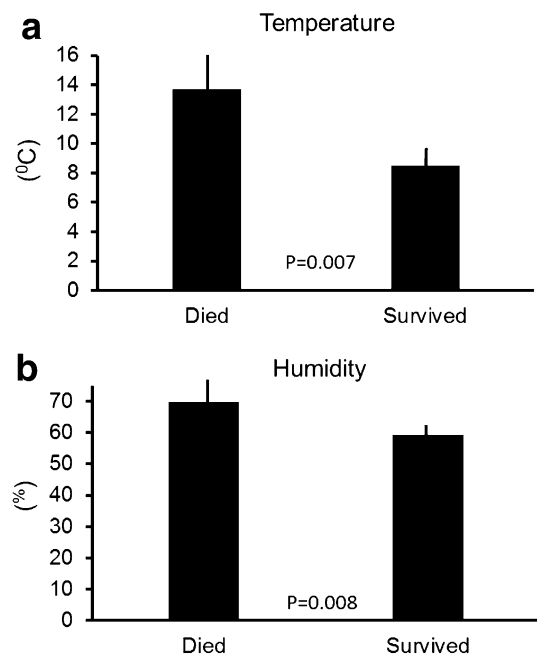 a
Temperature
16
14
12
10
8
6
4
2
0
(⁰C)
P=0.007
Died Survived
b
Humidity
70
60
50
40
30
20
10
0
(%)
P=0.008
Died Survived